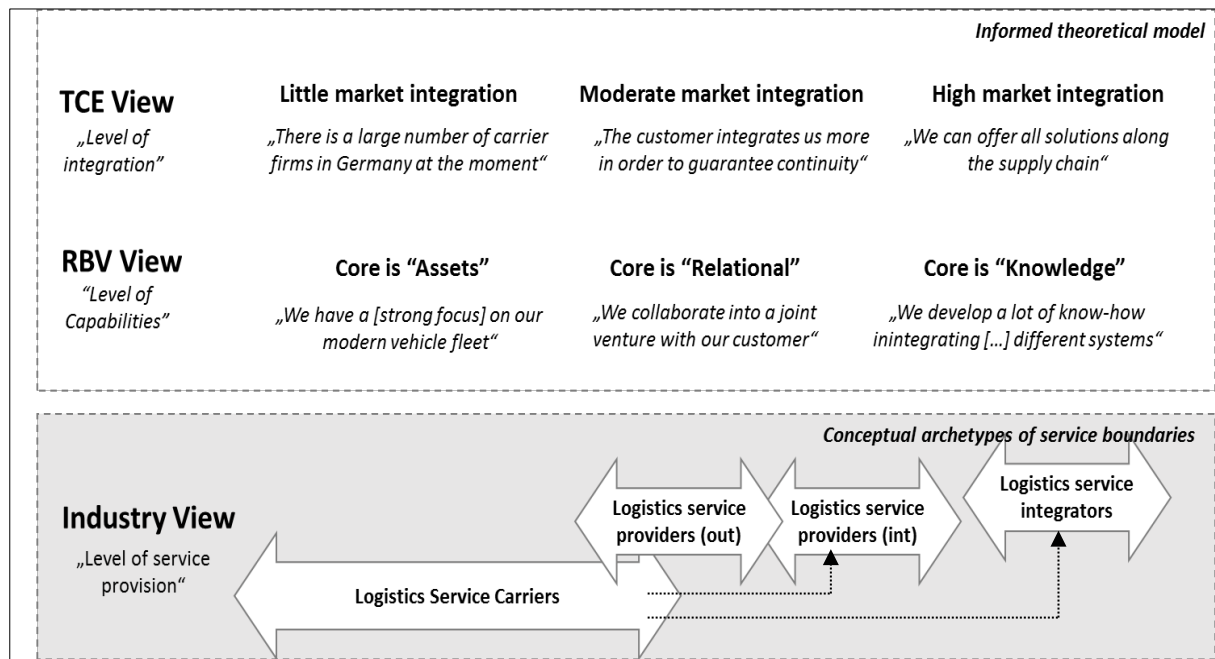 Informed theoretical model
TCE View
„Level of
integration”
Little market integration
„There is a large number of carrier
firms in Germany at the moment“
Moderate market integration
„The customer integrates us more
in order to guarantee continuity“
High market integration
„We can offer all solutions along
the supply chain“
RBV View
“Level of
Capabilities”
Core is “Assets”
„We have a [strong focus] on our
modern vehicle fleet“
Core is “Relational”
„We collaborate into a joint
venture with our customer“
Core is “Knowledge”
„We develop a lot of know-how
inintegrating [...] different systems“
Conceptual archetypes of service boundaries
Industry View
„Level of service
provision“
Logistics service
providers (out)
Logistics service
providers (int)
Logistics service
integrators
Logistics Service Carriers